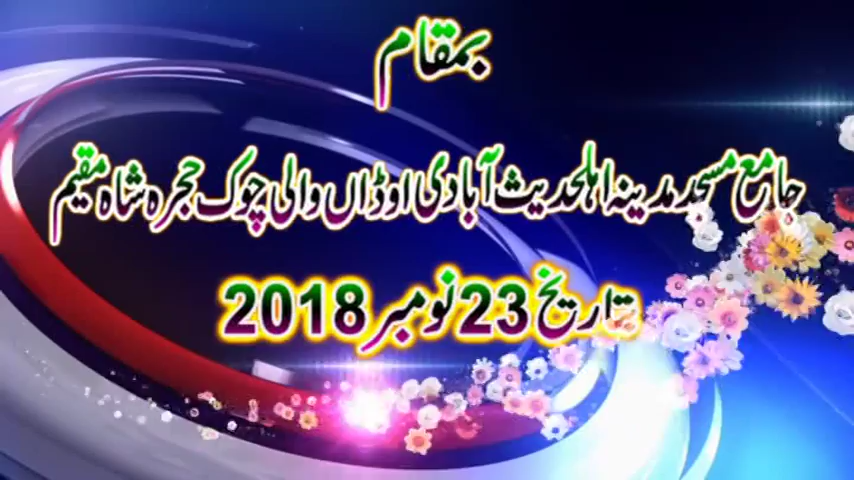 بمقام
جامع مسجد مدینہ اہلحدیث آبادی اوڈاں والی چوک حجرہ شاہ مقیم
تاریخ 23 نومبر 2018